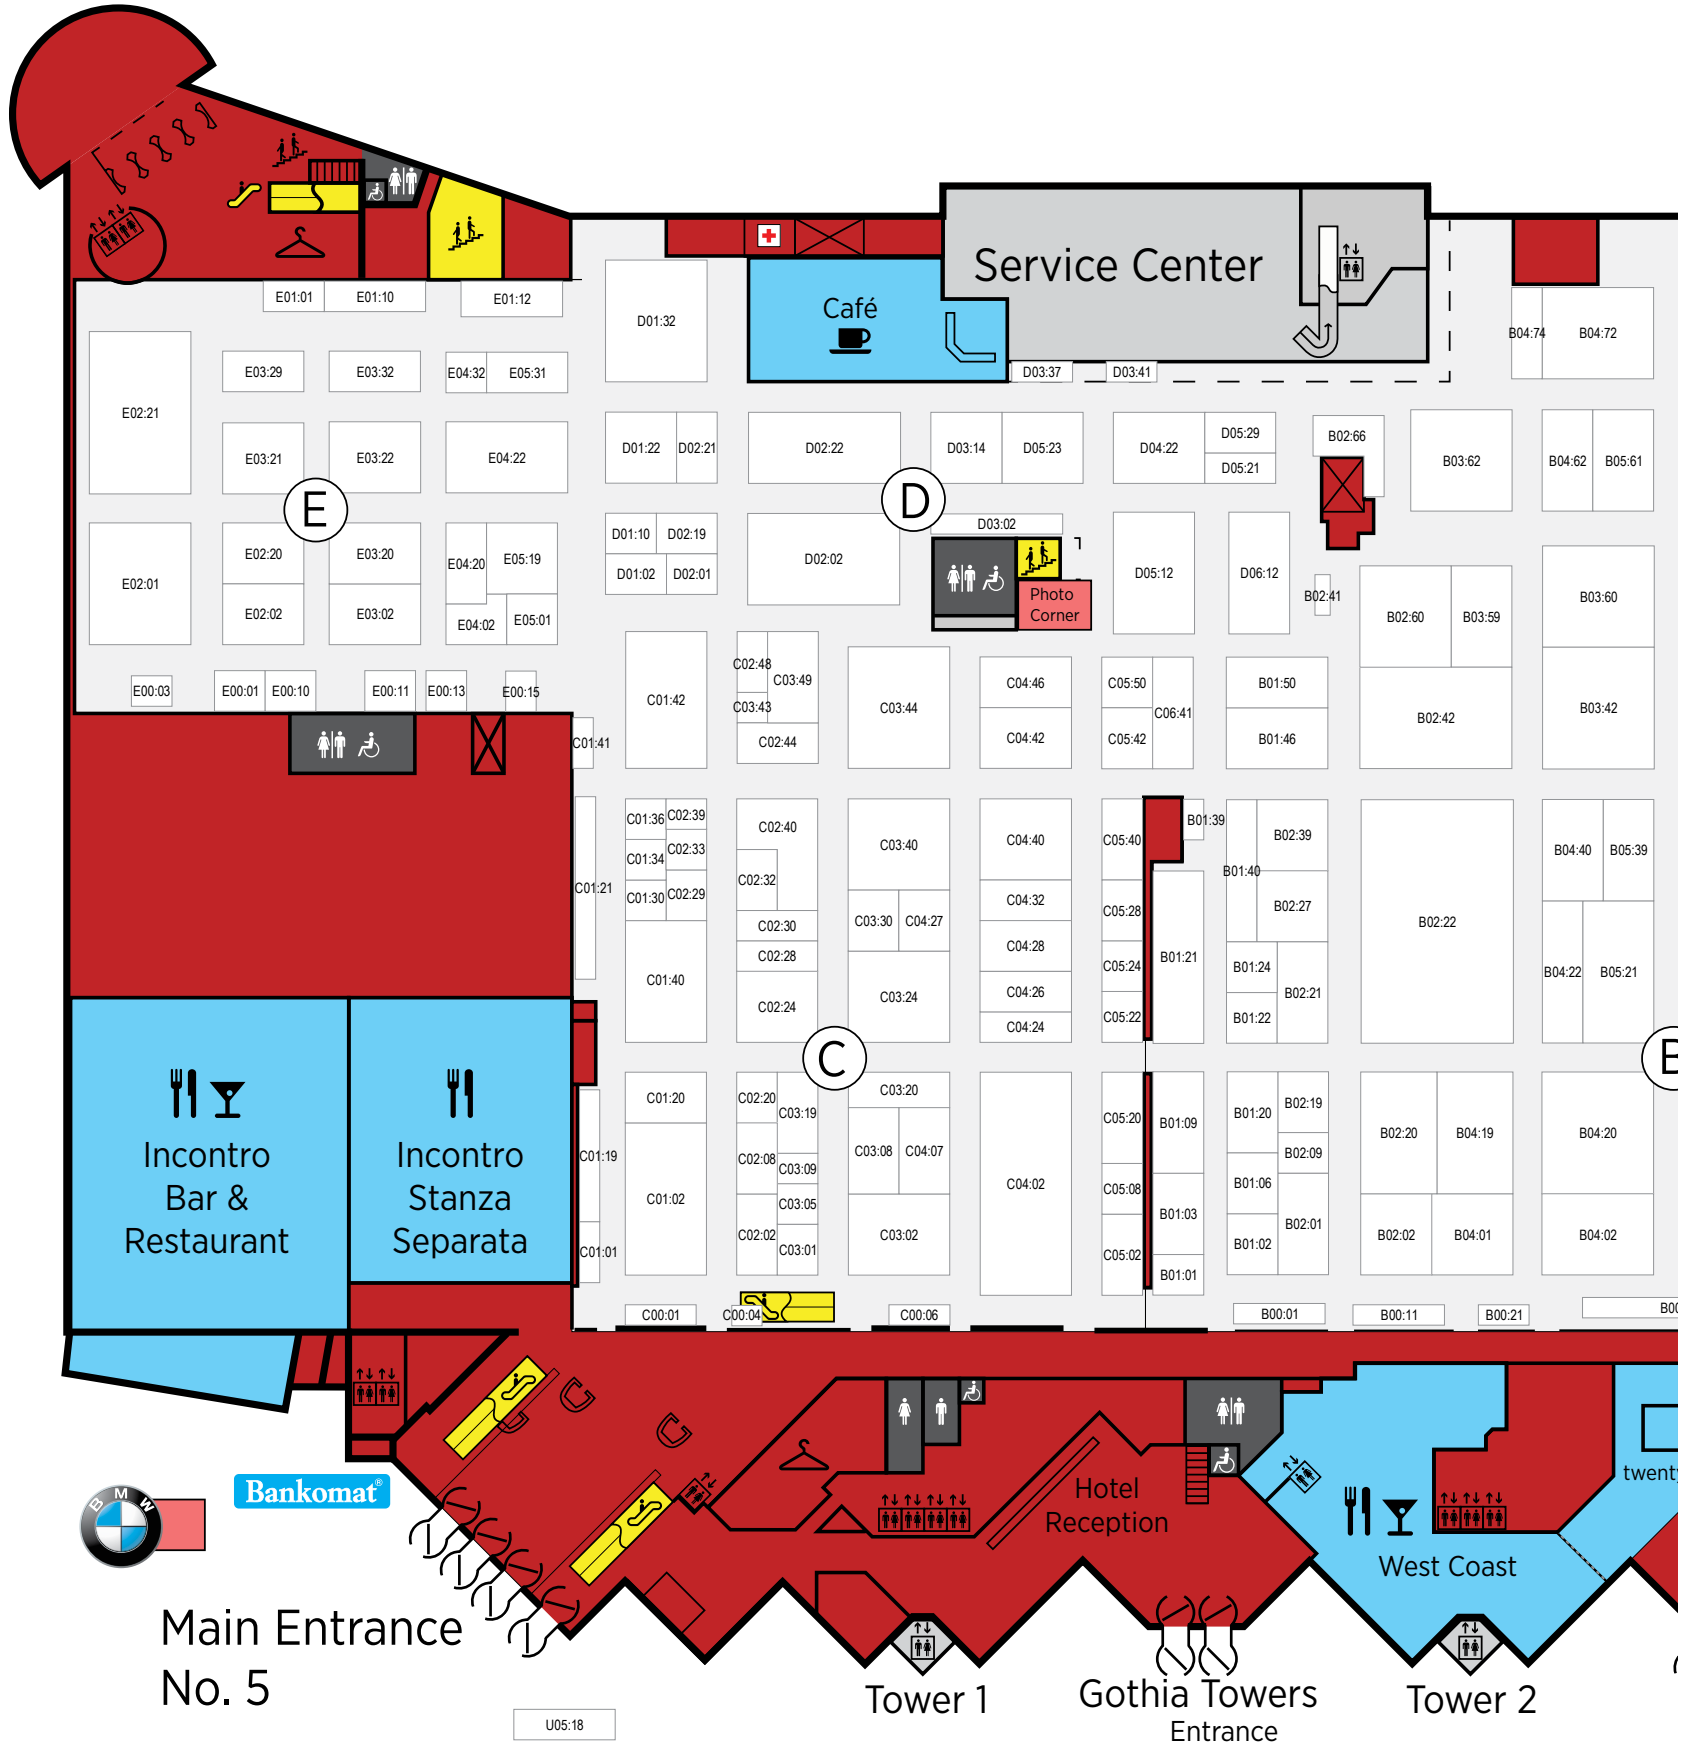 Service Center
Café
E01:01
E01:10
E01:12
D01:32
B04:74
B04:72
D03:37
D03:41
E03:29
E03:32
E04:32
E05:31
E02:21
D01:22
D02:21
D02:22
D03:14
D05:23
D04:22
D05:29
D05:21
B02:66
B03:62
B04:62
B05:61
E03:21
E03:22
E04:22
E
D
D03:02
D01:10
D02:19
D01:02
D02:01
D02:02
D05:12
D06:12
E02:20
E03:20
E04:20
E05:19
E02:01
E02:02
E03:02
E04:02
E05:01
Photo
Corner
B02:41
B02:60
B03:59
B03:60
E00:03
E00:01
E00:10
E00:11
E00:13
E00:15
C01:42
C02:48
C03:49
C03:43
C02:44
C03:44
C04:46
C04:42
C05:50
C05:42
C06:41
B01:50
B01:46
B02:42
B03:42
C01:41
C01:36
C02:39
C01:34
C02:33
C01:30
C02:29
C01:21
C01:40
C02:40
C02:32
C02:30
C02:28
C02:24
C03:40
C03:30
C04:27
C03:24
C04:40
C04:32
C04:28
C04:26
C04:24
C05:40
C05:28
C05:24
C05:22
B01:39
B01:21
B01:40
B02:39
B02:27
B01:24
B01:22
B02:21
B02:22
B04:40
B05:39
B04:22
B05:21
C
B
Incontro
Bar &
Restaurant
Incontro
Stanza
Separata
C01:19
C01:01
C01:20
C01:02
C02:20
C03:19
C02:08
C03:09
C03:05
C02:02
C03:01
C03:20
C03:08
C04:07
C03:02
C04:02
C05:20
C05:08
C05:02
B01:09
B01:03
B01:01
B01:20
B02:19
B02:09
B01:06
B01:02
B02:01
B02:20
B04:19
B02:02
B04:01
B04:20
B04:02
C00:01
C00:04
C00:06
B00:01
B00:11
B00:21
B00
Hotel
Reception
West Coast
twenty
BMW
Bankomat®
Main Entrance
No. 5
Tower 1
Gothia Towers
Entrance
Tower 2
U05:18